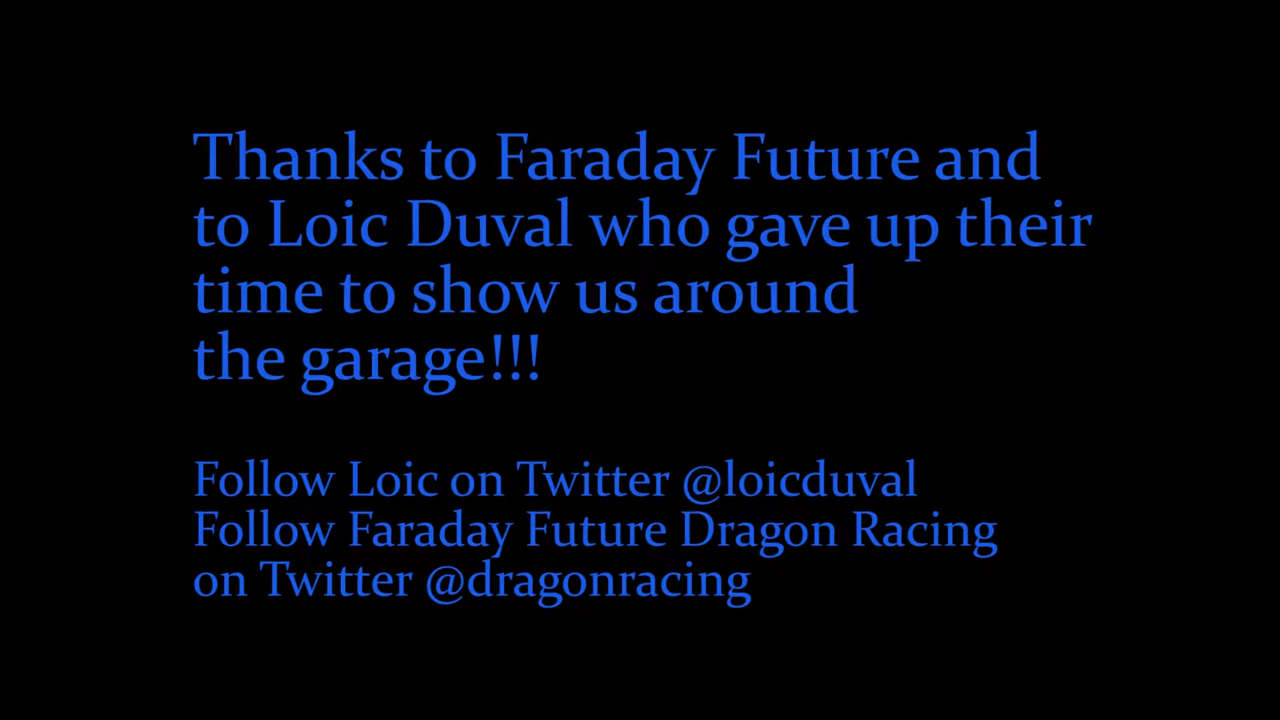 Thanks to Faraday Future and
to Loic Duval who gave up their
time to show us around
the garage!!!
Follow Loic on Twitter @loicduval
Follow Faraday Future Dragon Racing
on Twitter @dragonracing